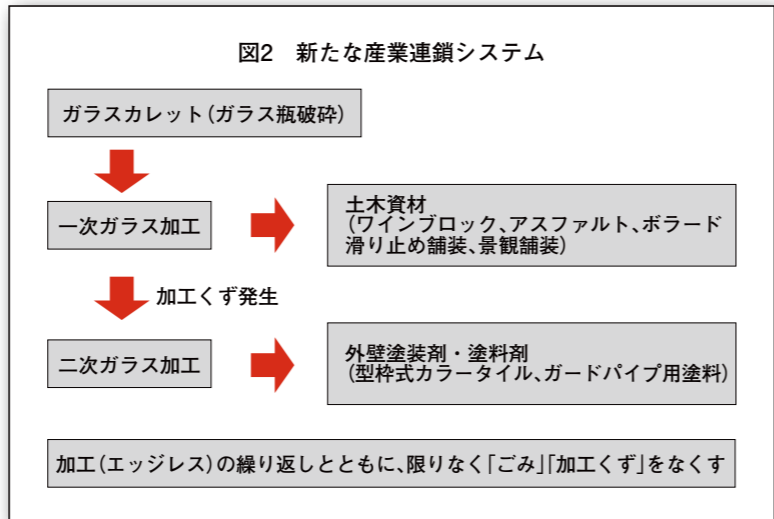 図2 新たな産業連鎖システム
ガラスカレット(ガラス瓶破砕)
一次ガラス加工
土木資材
(ワインブロック、アスファルト、ボラード
滑り止め舗装、景観舗装)
加工くず発生
二次ガラス加工
外壁塗装剤・塗料剤
(型枠式カラータイル、ガードパイプ用塗料)
加工(エッジレス)の繰り返しとともに、限りなく「ごみ」「加工くず」をなくす